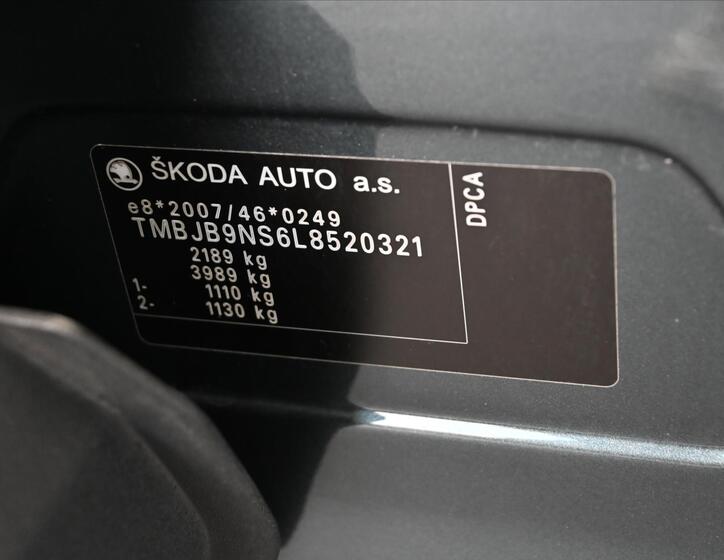 ŠKODA AUTO a.s.
e8*2007/46*0249
TMBJB9NS6L8520321
2189 kg
3989 kg
1- 1110 kg
2- 1130 kg
DPCA